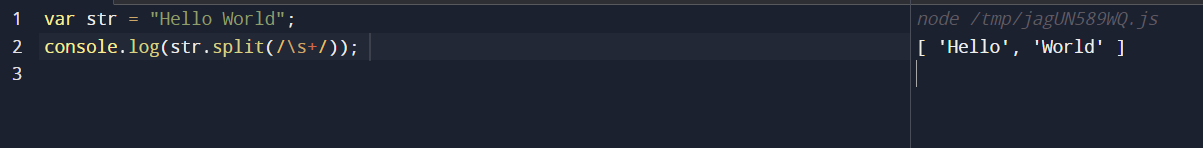 1 var str = "Hello World";
2 console.log(str.split(/\s+/));
3
node /tmp/jagUN589WQ.js
[ 'Hello', 'World' ]